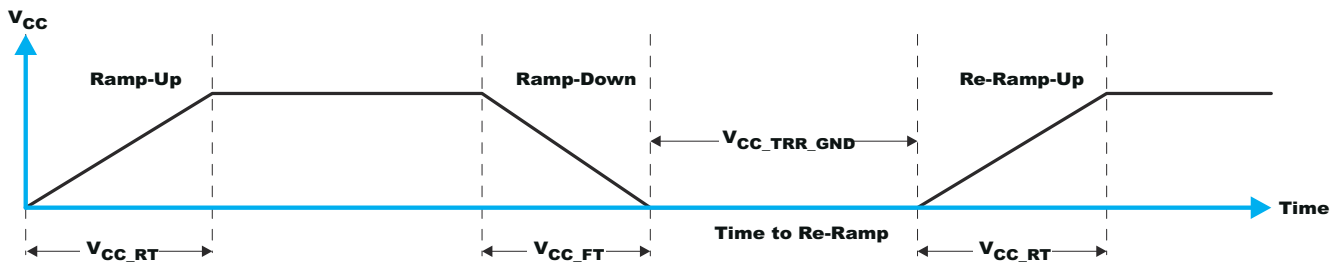 VCC
Ramp-Up
Ramp-Down
Re-Ramp-Up
VCC_TRR_GND
Time
Time to Re-Ramp
VCC_RT
VCC_FT
VCC_RT